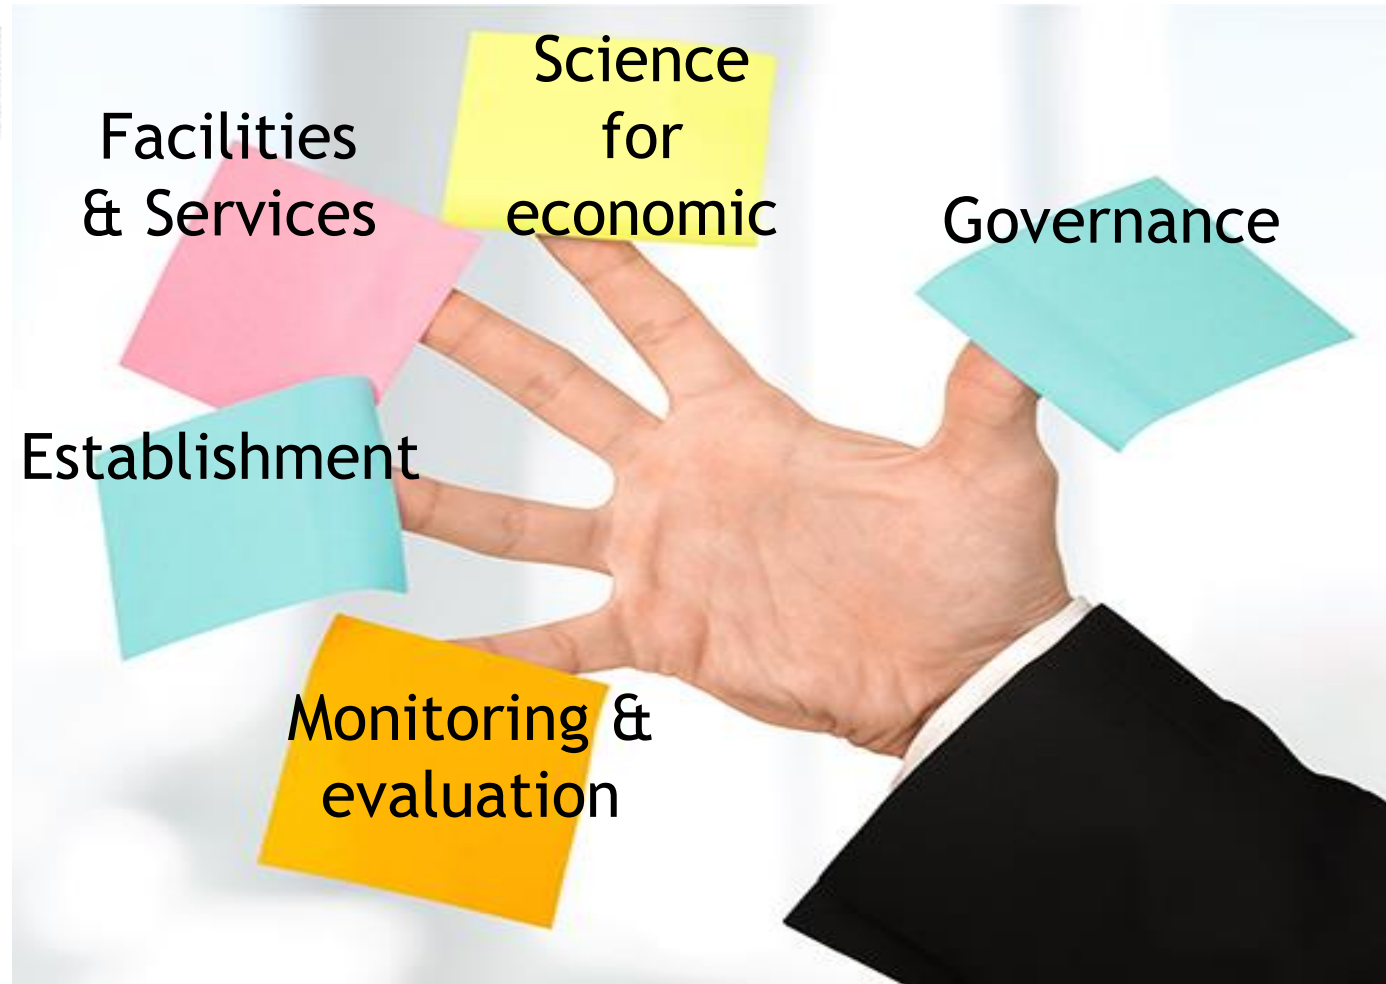 Science
for
economic
Facilities
& Services
Governance
Establishment
Monitoring &
evaluation